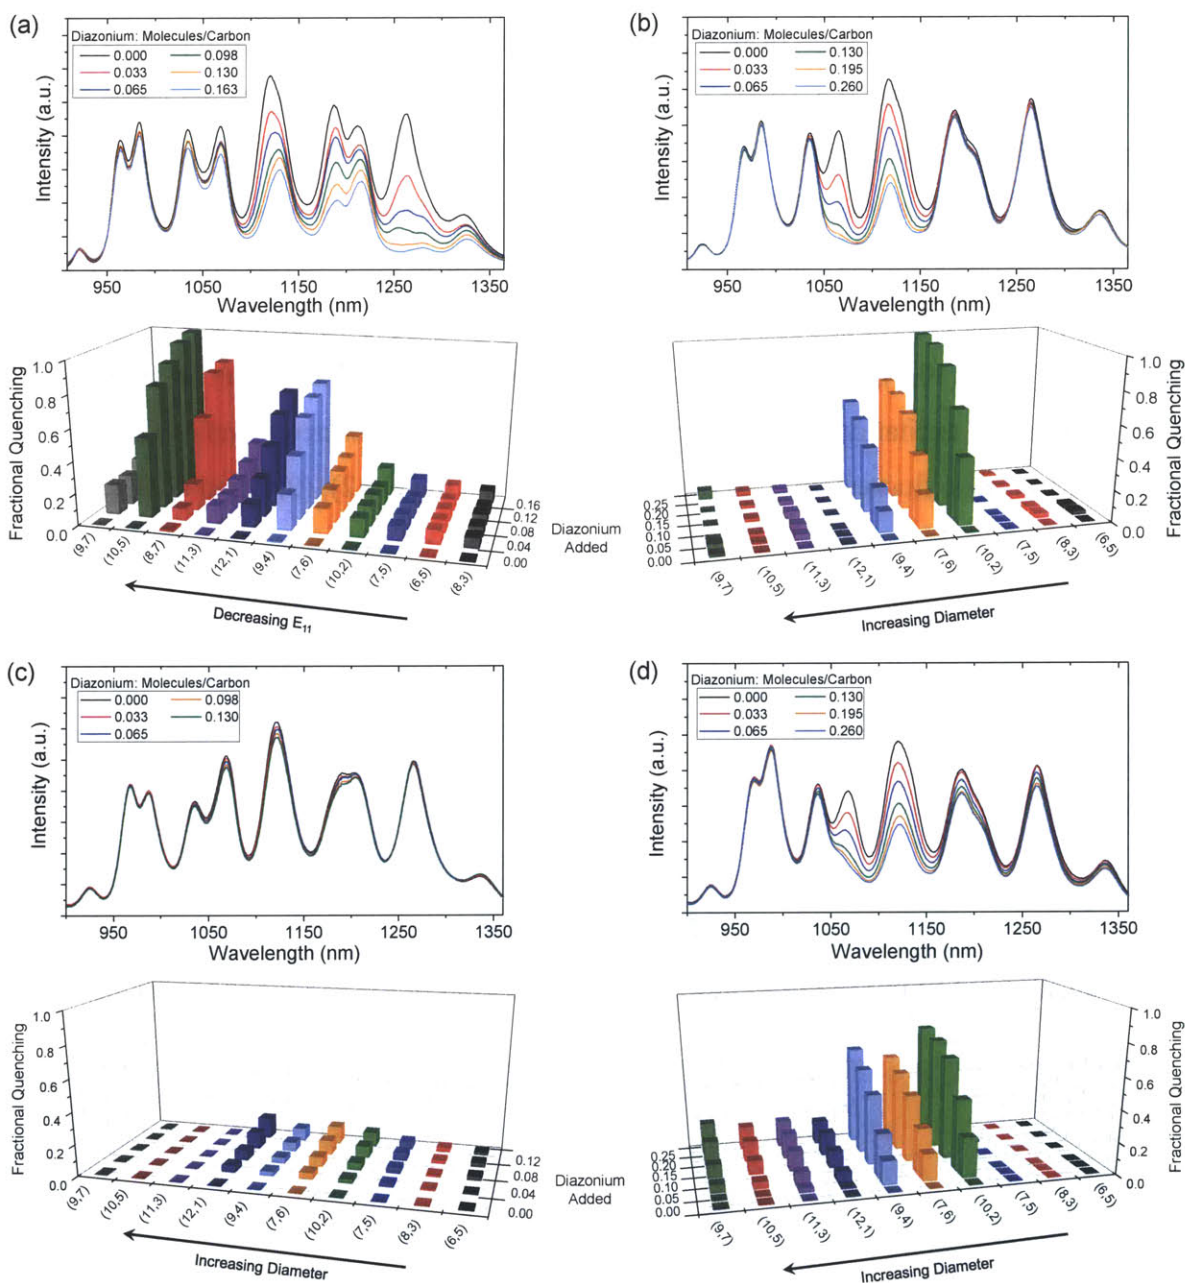 (a)
Diazonium: Molecules/Carbon
0.000 0.098
0.033 0.130
0.065 0.163
Intensity (a.u.)
950 1050 1150 1250 1350
Wavelength (nm)
Fractional Quenching
1.0
0.8
0.6
0.4
0.2
0.0
(9,7) (10,5) (8,7) (11,3) (12,1) (9,4) (7,6) (10,2) (7,5) (6,5) (8,3)
0.16
0.12
0.08
0.04
0.00
Diazonium
Added
Decreasing E11
(b)
Diazonium: Molecules/Carbon
0.000 0.130
0.033 0.195
0.065 0.260
Intensity (a.u.)
950 1050 1150 1250 1350
Wavelength (nm)
1.0
0.8
0.6
0.4
0.2
0.0
Fractional Quenching
0.25
0.20
0.15
0.10
0.05
0.00
(9,7) (10,5) (11,3) (12,1) (9,4) (7,6) (10,2) (7,5) (8,3) (6,5)
Increasing Diameter
(c)
Diazonium: Molecules/Carbon
0.000 0.098
0.033 0.130
0.065
Intensity (a.u.)
950 1050 1150 1250 1350
Wavelength (nm)
Fractional Quenching
1.0
0.8
0.6
0.4
0.2
0.0
(9,7) (10,5) (11,3) (12,1) (9,4) (7,6) (10,2) (7,5) (8,3) (6,5)
0.12
0.08
0.04
0.00
Diazonium
Added
Increasing Diameter
(d)
Diazonium: Molecules/Carbon
0.000 0.130
0.033 0.195
0.065 0.260
Intensity (a.u.)
950 1050 1150 1250 1350
Wavelength (nm)
1.0
0.8
0.6
0.4
0.2
0.0
Fractional Quenching
0.25
0.20
0.15
0.10
0.05
0.00
(9,7) (10,5) (11,3) (12,1) (9,4) (7,6) (10,2) (7,5) (8,3) (6,5)
Increasing Diameter